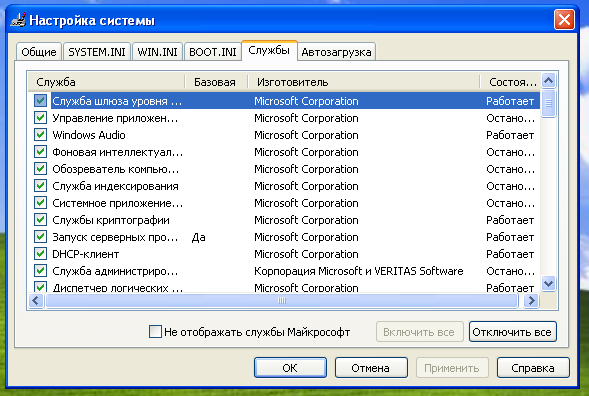 Настройка системы
Общие SYSTEM.INI WIN.INI BOOT.INI Службы Автозагрузка
Служба Базовая Изготовитель Состоя...
Служба шлюза уровня ... Microsoft Corporation Работает
Управление приложен... Microsoft Corporation Остано...
Windows Audio Microsoft Corporation Работает
Фоновая интеллектуал... Microsoft Corporation Остано...
Обозреватель компью... Microsoft Corporation Остано...
Служба индексирования Microsoft Corporation Остано...
Системное приложение... Microsoft Corporation Остано...
Службы криптографии Microsoft Corporation Работает
Запуск серверных про... Да Microsoft Corporation Работает
DHCP-клиент Microsoft Corporation Работает
Служба администриро... Корпорация Microsoft и VERITAS Software Остано...
Диспетчер логических ... Microsoft Corporation Работает
Не отображать службы Майкрософт Включить все Отключить все
ОК Отмена Применить Справка